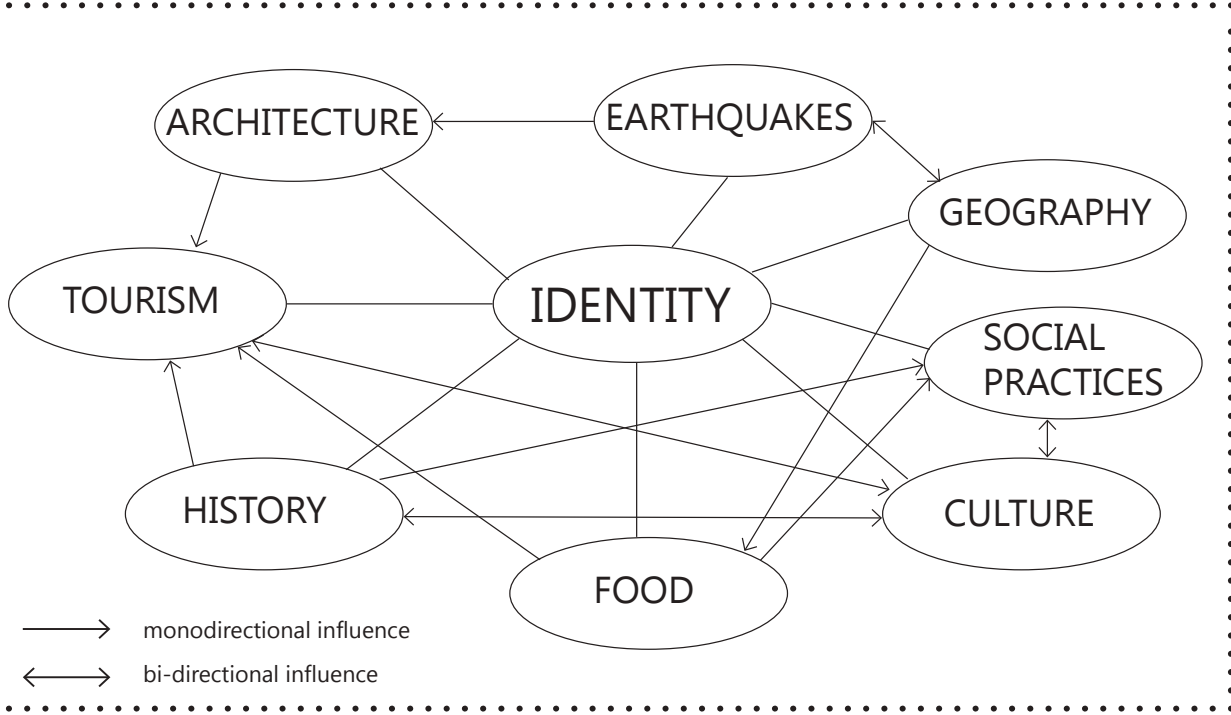 ARCHITECTURE
EARTHQUAKES
GEOGRAPHY
TOURISM
IDENTITY
SOCIAL
PRACTICES
HISTORY
CULTURE
FOOD
monodirectional influence
bi-directional influence